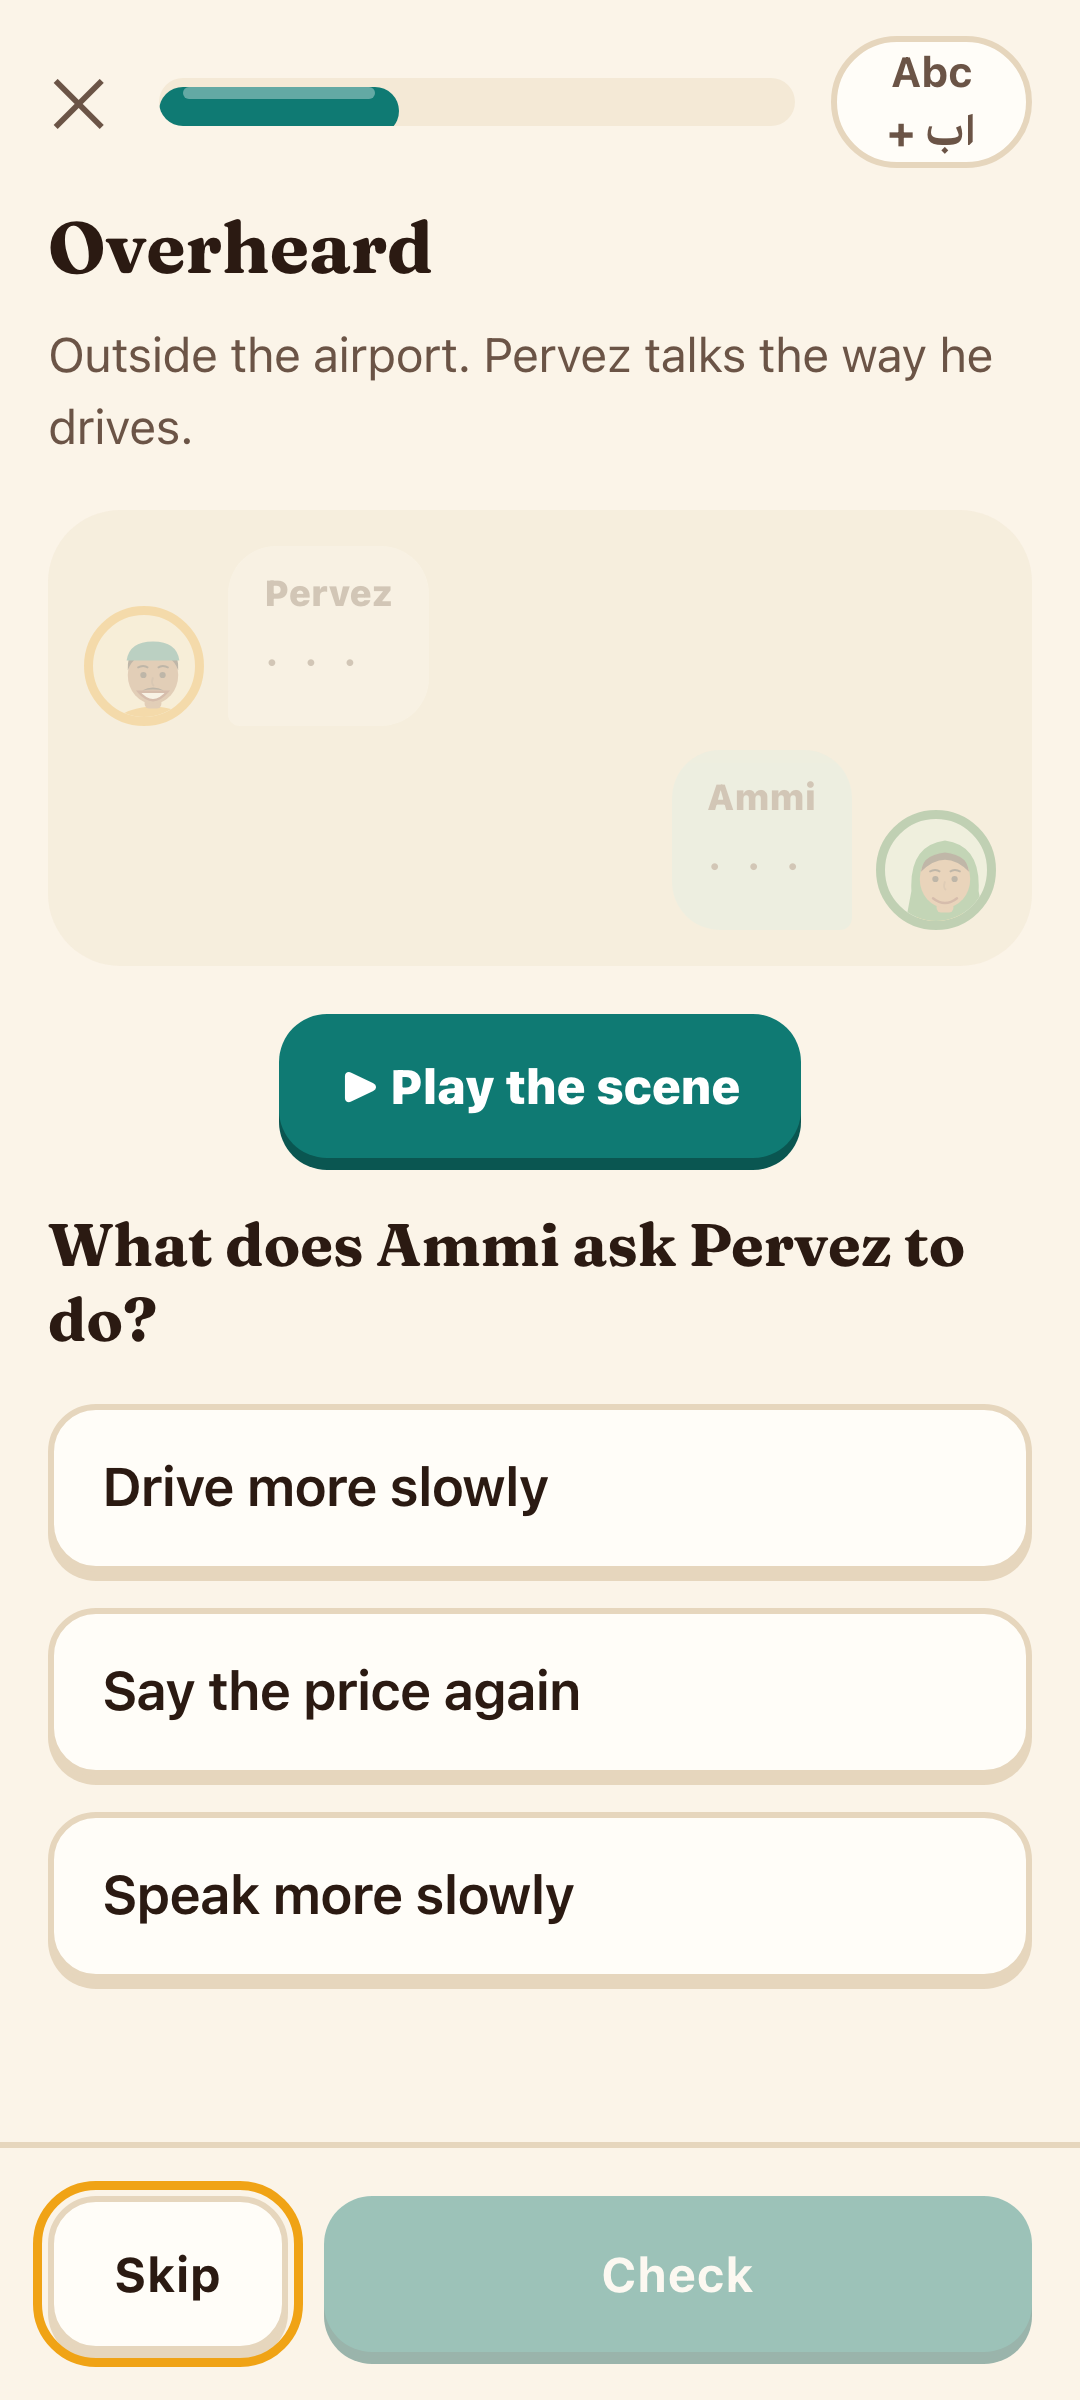 Abc
+ اب
Overheard
Outside the airport. Pervez talks the way he
drives.
Pervez
. . .
Ammi
. . .
Play the scene
What does Ammi ask Pervez to
do?
Drive more slowly
Say the price again
Speak more slowly
Skip
Check